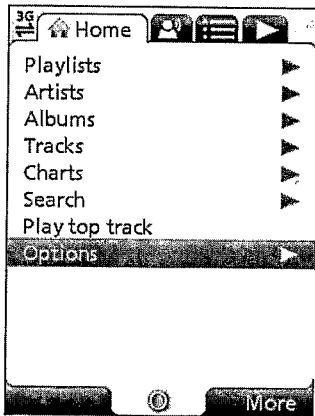 3G
Home
Playlists
Artists
Albums
Tracks
Charts
Search
Play top track
Options
More